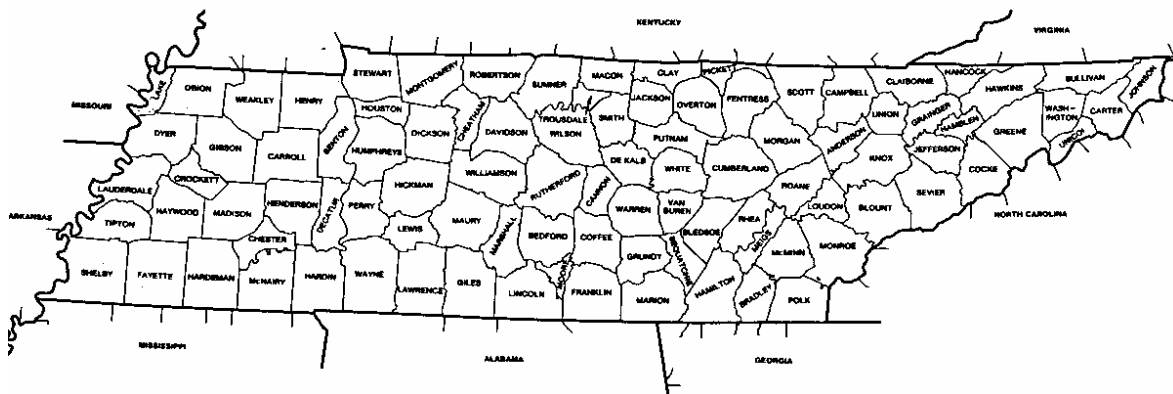 KENTUCKY
VIRGINIA
MISSOURI
ARKANSAS
NORTH CAROLINA
MISSISSIPPI
ALABAMA
GEORGIA
LAKE
OBION
WEAKLEY
HENRY
STEWART
MONTGOMERY
ROBERTSON
SUMNER
MACON
CLAY
PICKETT
FENTRESS
SCOTT
CAMPBELL
CLAIBORNE
HANCOCK
HAWKINS
SULLIVAN
JOHNSON
HOUSTON
DICKSON
CHEATHAM
DAVIDSON
TROUSDALE
WILSON
SMITH
JACKSON
OVERTON
PUTNAM
MORGAN
ANDERSON
UNION
GRAINGER
HAMBLEN
GREENE
WASH-
INGTON
CARTER
UNICOI
DYER
GIBSON
CARROLL
BENTON
HUMPHREYS
CROCKETT
LAUDERDALE
TIPTON
HAYWOOD
MADISON
HENDERSON
DECATUR
PERRY
HICKMAN
WILLIAMSON
RUTHERFORD
CANNON
DE KALB
WHITE
CUMBERLAND
ROANE
KNOX
JEFFERSON
COCKE
SEVIER
BLOUNT
LOUDON
CHESTER
LEWIS
MAURY
MARSHALL
BEDFORD
COFFEE
WARREN
VAN
BUREN
BLEDSOE
RHEA
MEIGS
McMINN
MONROE
SHELBY
FAYETTE
HARDEMAN
McNAIRY
HARDIN
WAYNE
LAWRENCE
GILES
LINCOLN
MOORE
FRANKLIN
GRUNDY
SEQUATCHIE
MARION
HAMILTON
BRADLEY
POLK